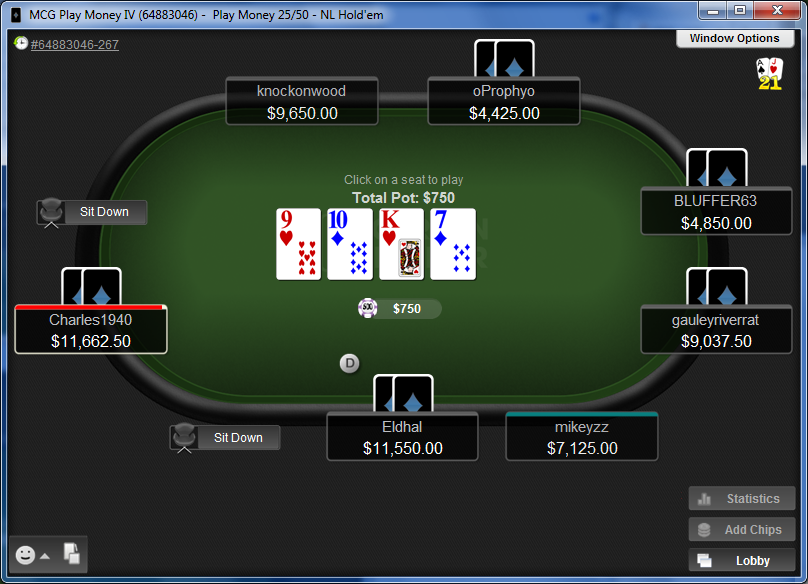 MCG Play Money IV (64883046) - Play Money 25/50 - NL Hold'em
#64883046-267
Window Options
A J
21
knockonwood
$9,650.00
oProphyo
$4,425.00
BLUFFER63
$4,850.00
Click on a seat to play
Total Pot: $750
Sit Down
9 10 K 7
500 $750
Charles1940
$11,662.50
gauleyriverrat
$9,037.50
D
Eldhal
$11,550.00
mikeyzz
$7,125.00
Sit Down
Statistics
Add Chips
Lobby